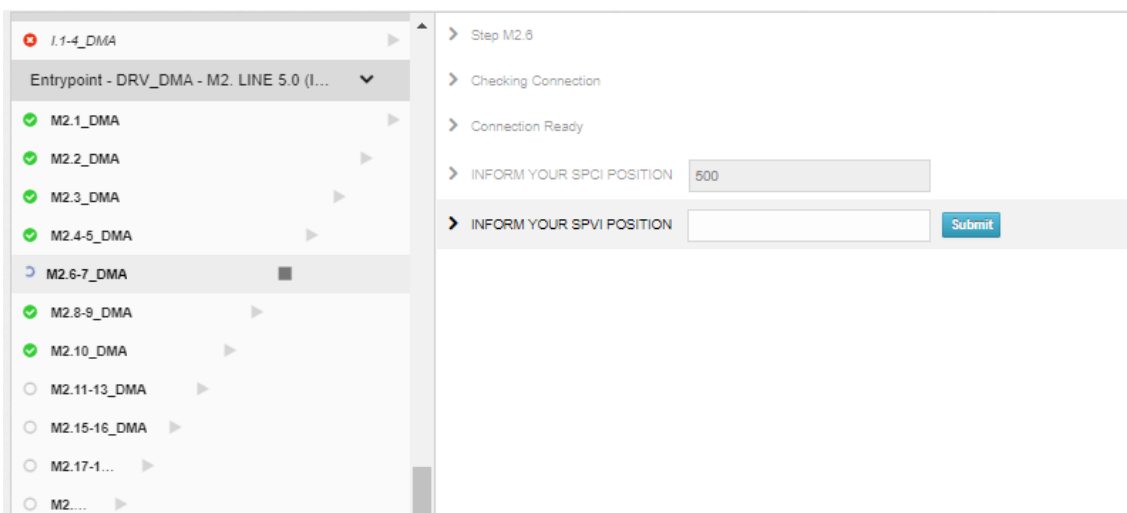 I.1-4_DMA
Entrypoint - DRV_DMA - M2. LINE 5.0 (I...
M2.1_DMA
M2.2_DMA
M2.3_DMA
M2.4-5_DMA
M2.6-7_DMA
M2.8-9_DMA
M2.10_DMA
M2.11-13_DMA
M2.15-16_DMA
M2.17-1...
M2....
Step M2.6
Checking Connection
Connection Ready
INFORM YOUR SPCI POSITION 500
INFORM YOUR SPVI POSITION Submit